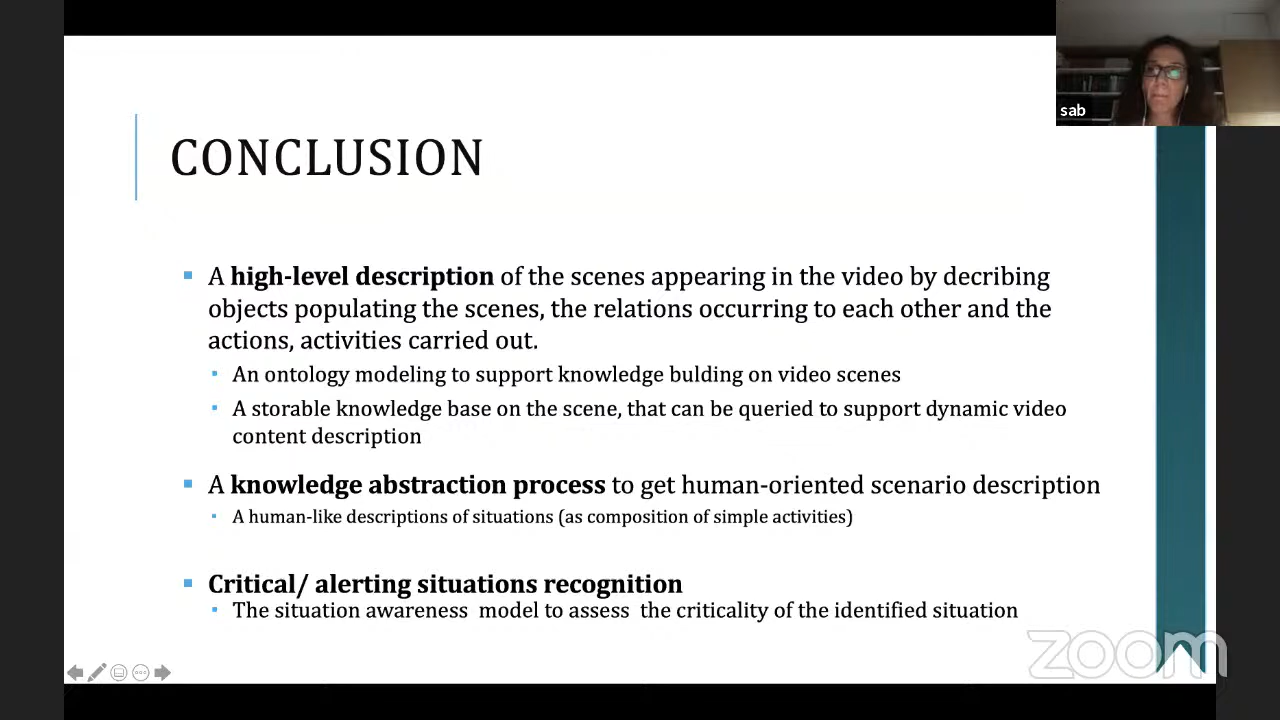 sab
CONCLUSION
A high-level description of the scenes appearing in the video by decribing
objects populating the scenes, the relations occurring to each other and the
actions, activities carried out.
An ontology modeling to support knowledge bulding on video scenes
A storable knowledge base on the scene, that can be queried to support dynamic video
content description
A knowledge abstraction process to get human-oriented scenario description
A human-like descriptions of situations (as composition of simple activities)
Critical/ alerting situations recognition
The situation awareness model to assess the criticality of the identified situation
zoom